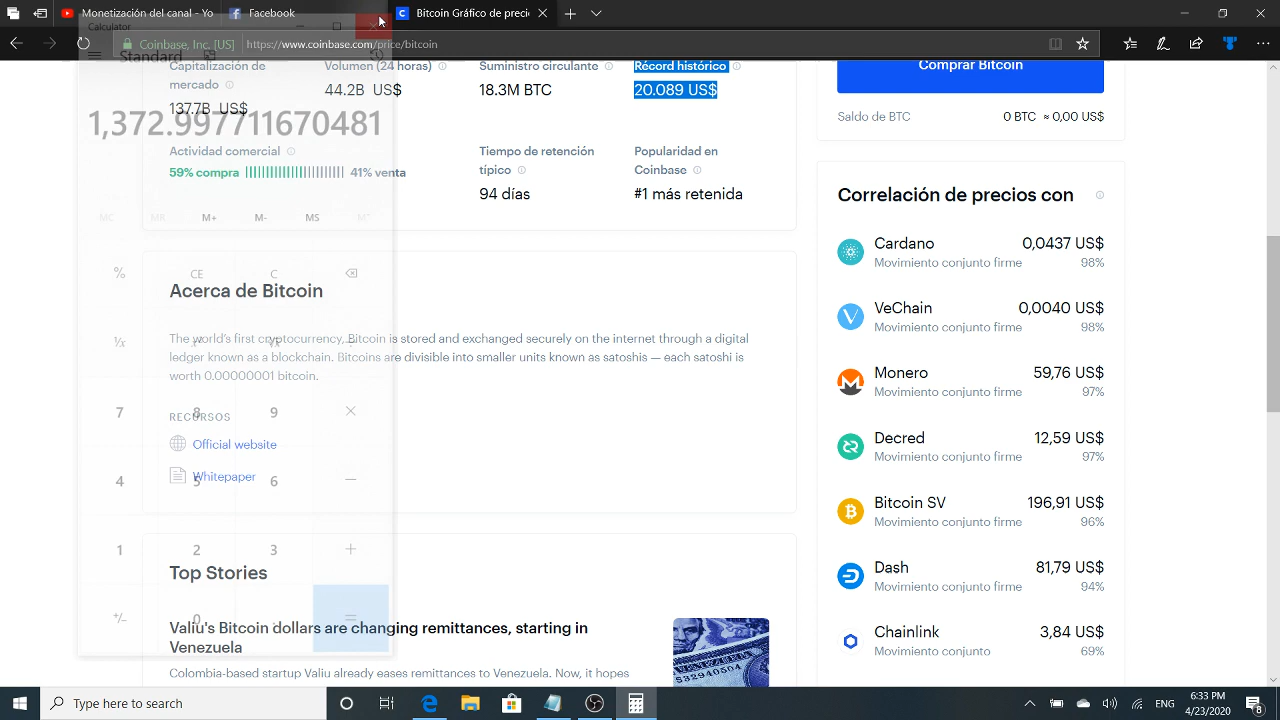 Monetización del canal - Yo
Facebook
Bitcoin Gráfico de preci
Calculator
Coinbase, Inc. [US]
https://www.coinbase.com/price/bitcoin
Standard
Capitalización de
mercado
137.7B US$
Volumen (24 horas)
44.2B US$
Suministro circulante
18.3M BTC
Récord histórico
20.089 US$
1,372.997711670481
Actividad comercial
59% compra
41% venta
Tiempo de retención
típico
94 días
Popularidad en
Coinbase
#1 más retenida
MC MR M+ M- MS M˅
% CE C
⅟x x² ²√x ÷
7 8 9 ×
4 5 6 −
1 2 3 +
+/− 0 . =
Acerca de Bitcoin
The world's first cryptocurrency, Bitcoin is stored and exchanged securely on the internet through a digital
ledger known as a blockchain. Bitcoins are divisible into smaller units known as satoshis — each satoshi is
worth 0.00000001 bitcoin.
RECURSOS
Official website
Whitepaper
Top Stories
Valiu's Bitcoin dollars are changing remittances, starting in
Venezuela
Colombia-based startup Valiu already eases remittances to Venezuela. Now, it hopes
Comprar Bitcoin
Saldo de BTC
0 BTC ≈ 0,00 US$
Correlación de precios con
Cardano 0,0437 US$
Movimiento conjunto firme 98%
VeChain 0,0040 US$
Movimiento conjunto firme 98%
Monero 59,76 US$
Movimiento conjunto firme 97%
Decred 12,59 US$
Movimiento conjunto firme 97%
Bitcoin SV 196,91 US$
Movimiento conjunto firme 96%
Dash 81,79 US$
Movimiento conjunto firme 94%
Chainlink 3,84 US$
Movimiento conjunto 69%
Type here to search
ENG
6:33 PM
4/23/2020
8